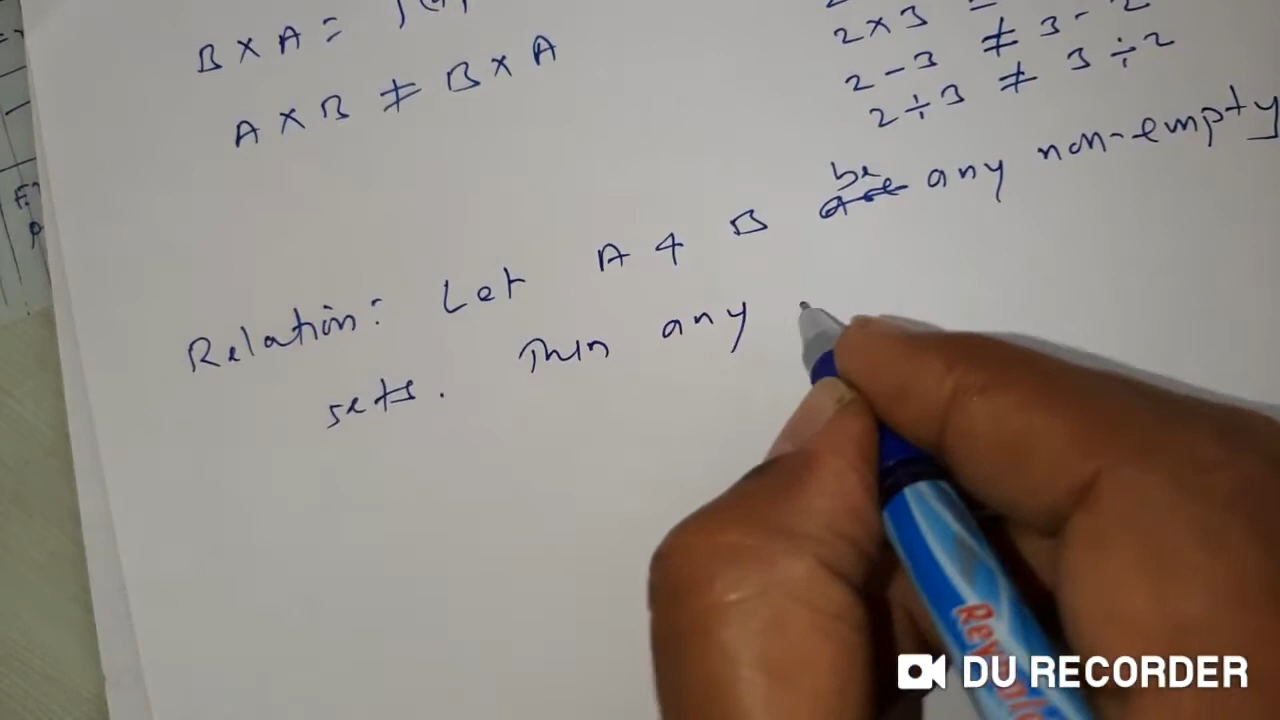 B × A =
A × B ≠ B × A
2 × 3 =
2 - 3 ≠ 3 - 2
2 ÷ 3 ≠ 3 ÷ 2
Relation: Let A & B be any non-empty
sets. Then any
DU RECORDER